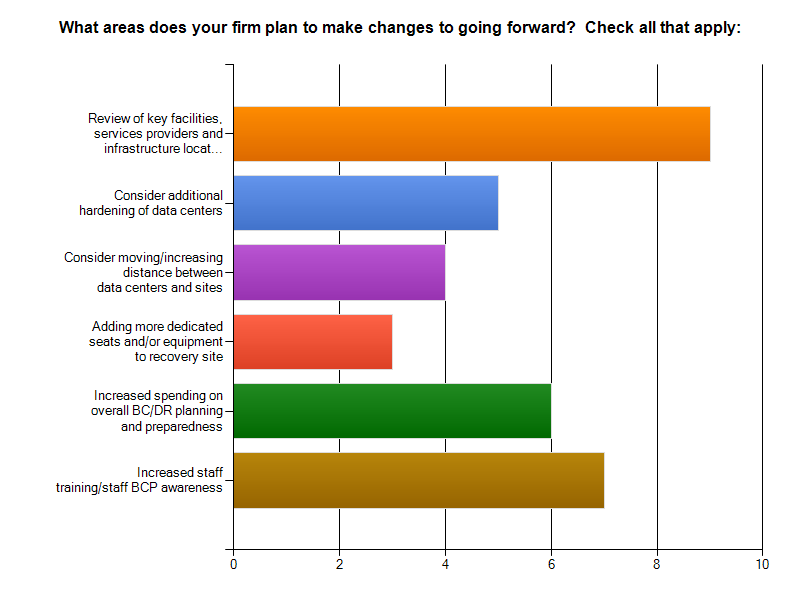 What areas does your firm plan to make changes to going forward?  Check all that apply:
Review of key facilities,
services providers and
infrastructure locat...
Consider additional
hardening of data centers
Consider moving/increasing
distance between
data centers and sites
Adding more dedicated
seats and/or equipment
to recovery site
Increased spending on
overall BC/DR planning
and preparedness
Increased staff
training/staff BCP awareness
0 2 4 6 8 10